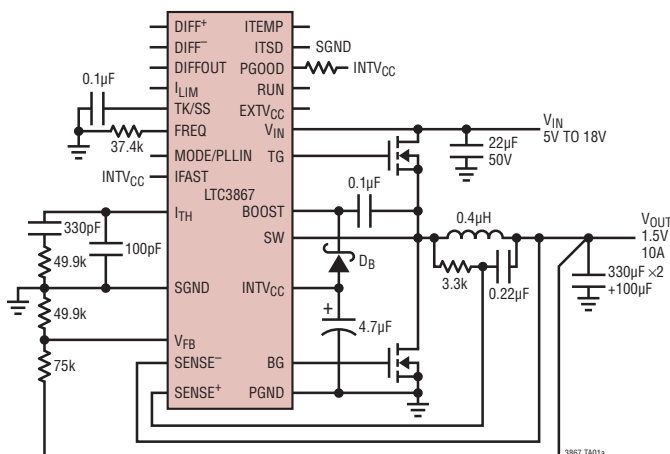 DIFF+
DIFF−
DIFFOUT
ILIM
TK/SS
FREQ
MODE/PLLIN
IFAST
LTC3867
ITH
SGND
VFB
SENSE−
SENSE+
ITEMP
ITSD
PGOOD
RUN
EXTVCC
VIN
TG
BOOST
SW
INTVCC
BG
PGND
0.1µF
37.4k
INTVCC
330pF
100pF
49.9k
49.9k
75k
SGND
INTVCC
VIN
5V TO 18V
22µF
50V
0.1µF
0.4µH
DB
3.3k
0.22µF
+
4.7µF
VOUT
1.5V
10A
330µF ×2
+100µF
3867 TA01a